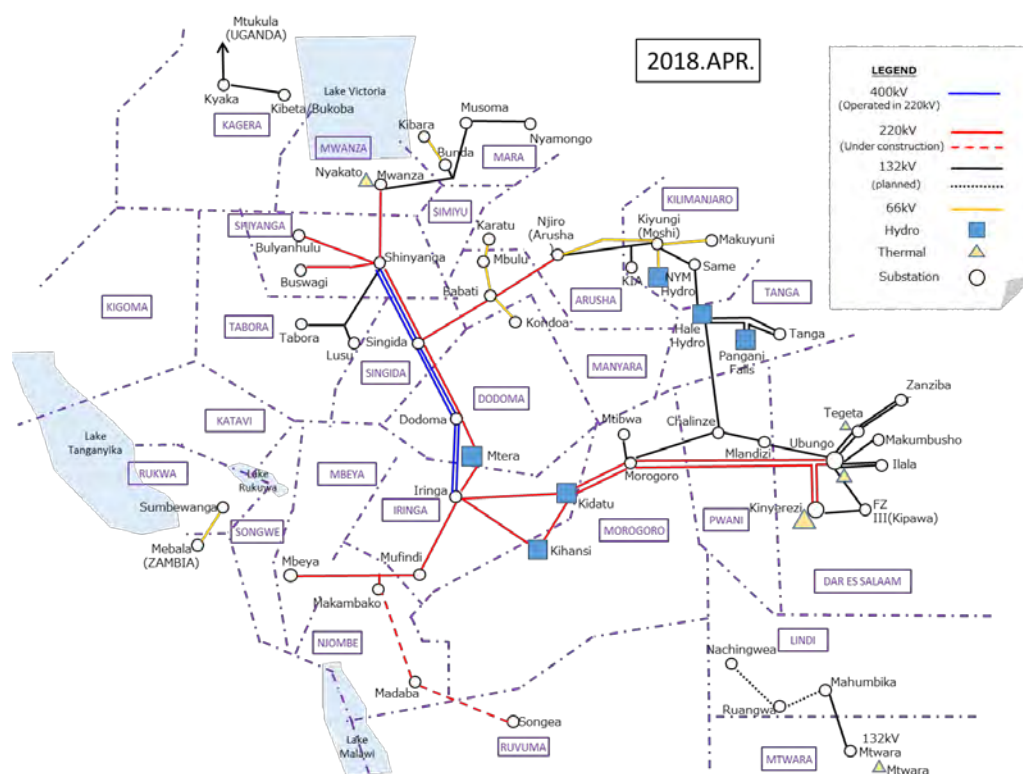 Mtukula
(UGANDA)
2018.APR.
Lake Victoria
Kyaka
Kibeta/Bukoba
KAGERA
MWANZA
Musoma
Kibara
Bunda
Nyamongo
MARA
Nyakato
Mwanza
SIMIYU
KILIMANJARO
SHIYANGA
Bulyanhulu
Karatu
Njiro
(Arusha)
Kiyungi
(Moshi)
Makuyuni
Shinyanga
Mbulu
Same
Buswagi
KIA
NYM
Hydro
Babati
ARUSHA
TANGA
KIGOMA
TABORA
Tabora
Lusu
Singida
Kondoa
Hale
Hydro
Tanga
Pangani
Falls
SINGIDA
MANYARA
DODOMA
Zanziba
KATAVI
Dodoma
Mtibwa
Chalinze
Tegeta
Lake
Tanganyika
Ubungo
Makumbusho
Mtera
Mlandizi
RUKWA
Lake
Rukuwa
MBEYA
Morogoro
Ilala
Iringa
Kidatu
Sumbewanga
IRINGA
Kinyerezi
FZ
III(Kipawa)
SONGWE
MOROGORO
PWANI
Mebala
(ZAMBIA)
Kihansi
Mbeya
Mufindi
DAR ES SALAAM
Makambako
NJOMBE
LINDI
Nachingwea
Madaba
Mahumbika
Ruangwa
Songea
Lake
Malawi
RUVUMA
132kV
Mtwara
MTWARA
Mtwara
LEGEND
400kV
(Operated in 220kV)
220kV
(Under construction)
132kV
(planned)
66kV
Hydro
Thermal
Substation